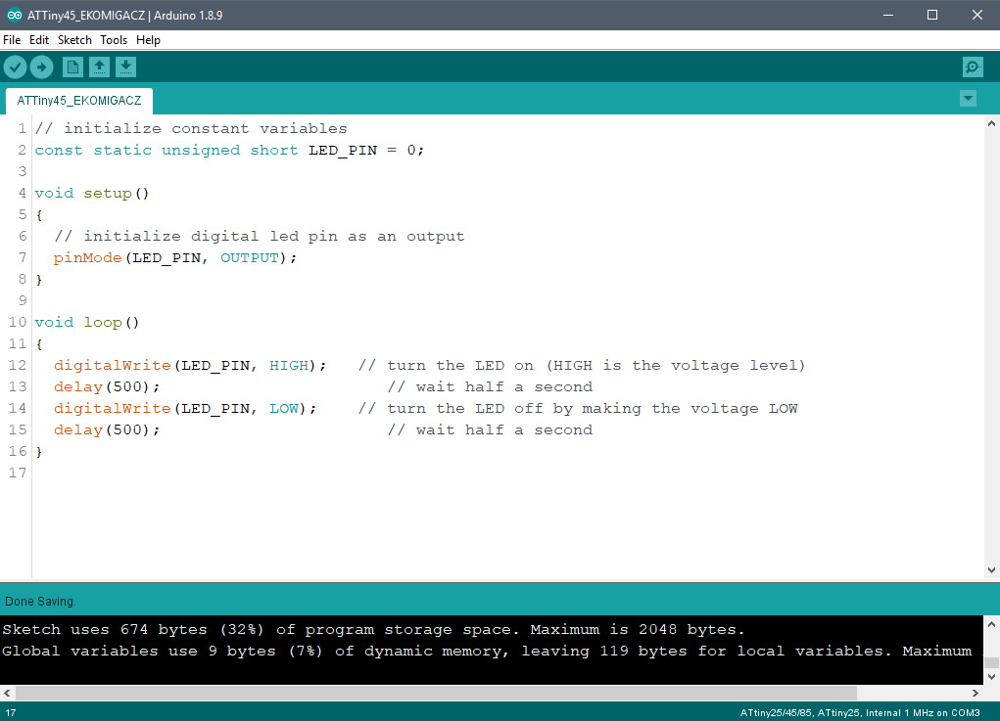 ATTiny45_EKOMIGACZ | Arduino 1.8.9
File Edit Sketch Tools Help
ATTiny45_EKOMIGACZ
1 // initialize constant variables
2 const static unsigned short LED_PIN = 0;
3
4 void setup()
5 {
6   // initialize digital led pin as an output
7   pinMode(LED_PIN, OUTPUT);
8 }
9
10 void loop()
11 {
12   digitalWrite(LED_PIN, HIGH);   // turn the LED on (HIGH is the voltage level)
13   delay(500);                       // wait half a second
14   digitalWrite(LED_PIN, LOW);    // turn the LED off by making the voltage LOW
15   delay(500);                       // wait half a second
16 }
17
Done Saving.
Sketch uses 674 bytes (32%) of program storage space. Maximum is 2048 bytes.
Global variables use 9 bytes (7%) of dynamic memory, leaving 119 bytes for local variables. Maximum
17 ATtiny25/45/85, ATtiny25, Internal 1 MHz on COM3